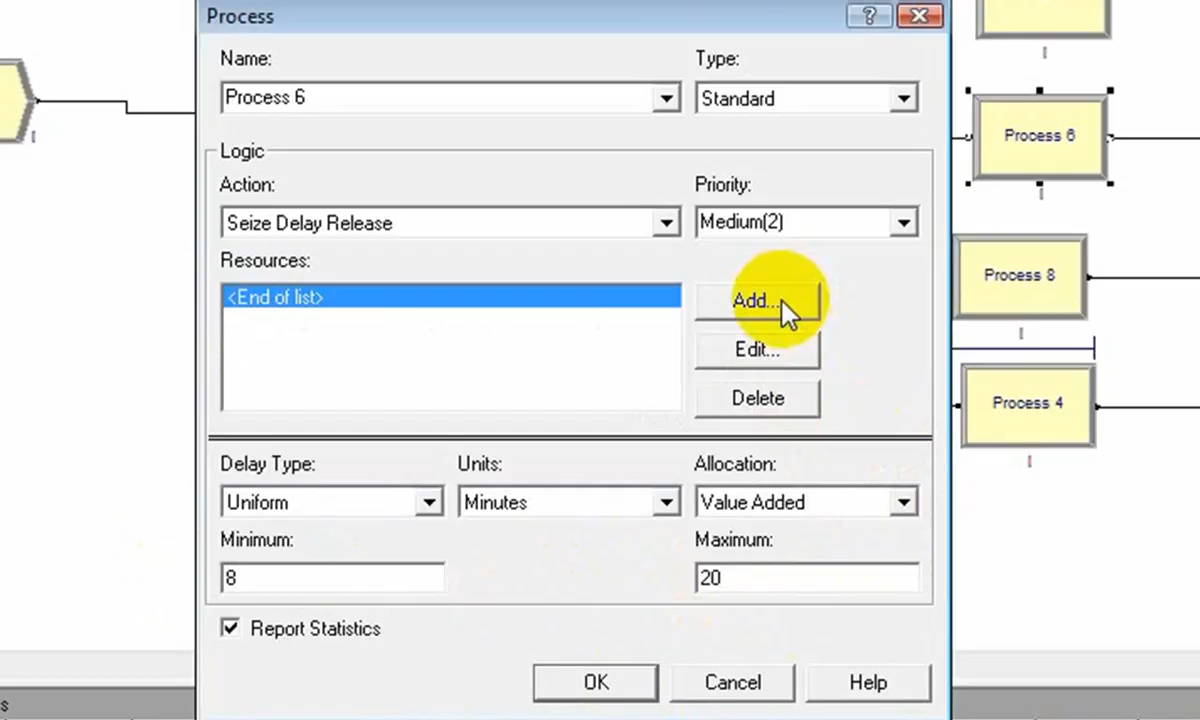 Process
Name:
Type:
Process 6
Standard
Logic
Action:
Priority:
Seize Delay Release
Medium(2)
Resources:
<End of list>
Add...
Edit...
Delete
Delay Type:
Units:
Allocation:
Uniform
Minutes
Value Added
Minimum:
Maximum:
8
20
Report Statistics
OK
Cancel
Help
Process 6
Process 8
Process 4
s